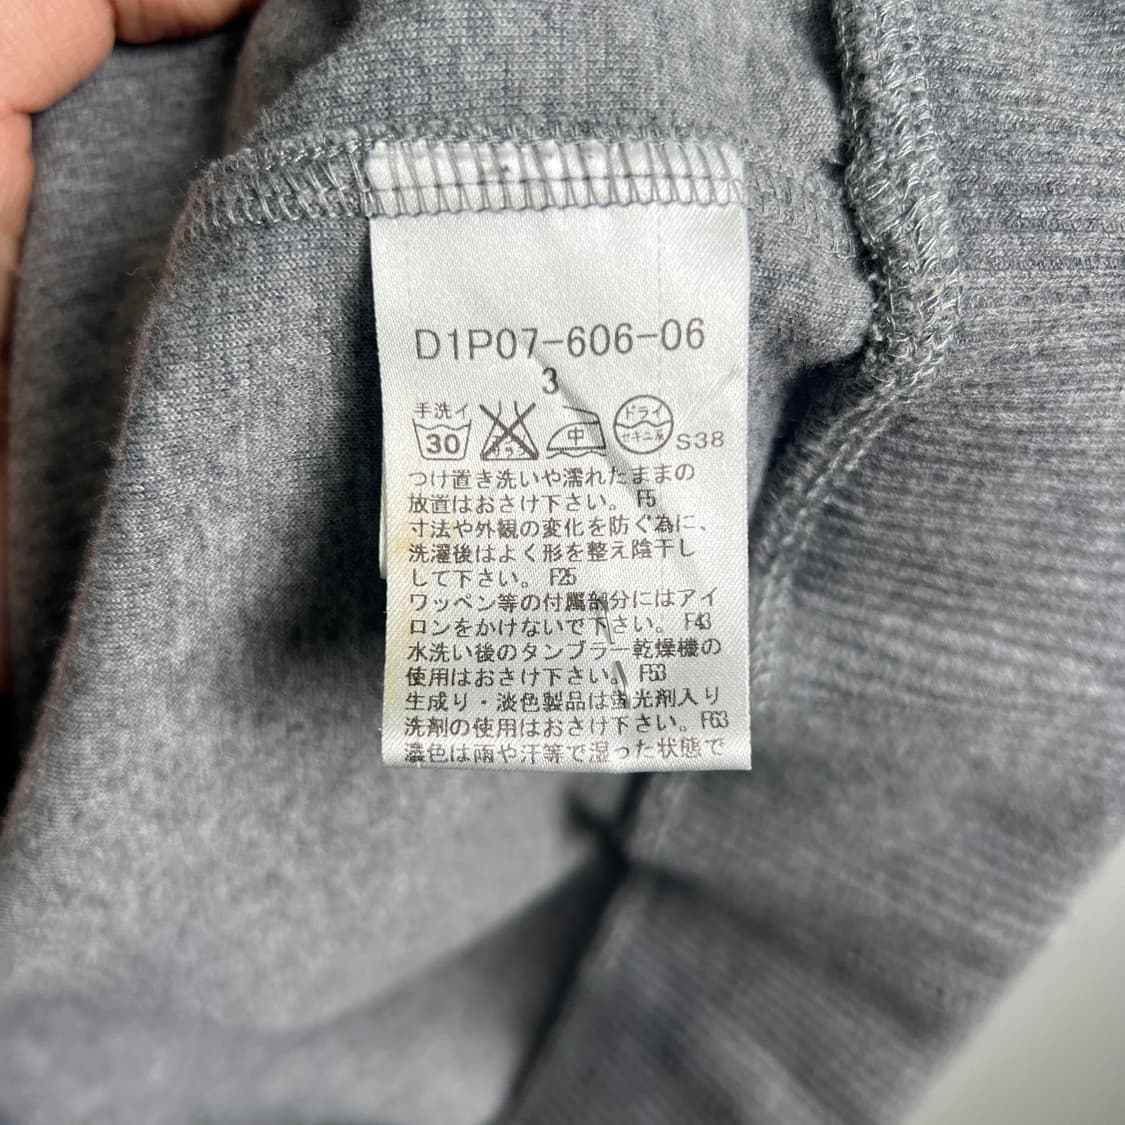 D1P07-606-06
3
手洗イ
30
中
ドライ
セキユ系
S38
つけ置き洗いや濡れたままの
放置はおさけ下さい。 F5
寸法や外観の変化を防ぐ為に、
洗濯後はよく形を整え陰干し
して下さい。 F25
ワッペン等の付属部分にはアイ
ロンをかけないで下さい。 F43
水洗い後のタンブラー乾燥機の
使用はおさけ下さい。 F53
生成り・淡色製品は蛍光剤入り
洗剤の使用はおさけ下さい。F63
濃色は雨や汗等で湿った状態で